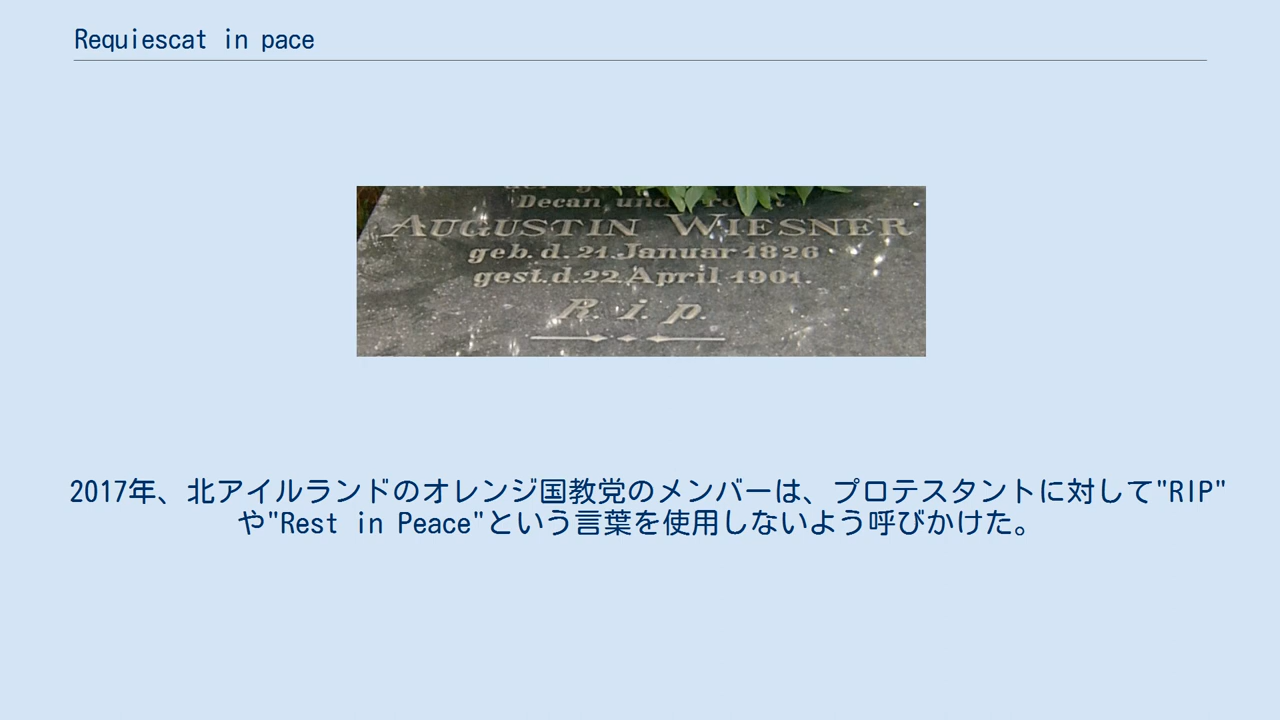 Requiescat in pace
Decan und
AUGUSTIN WIESNER
geb. d. 21. Januar 1826
gest. d. 22. April 1901.
R. i. p.
2017年、北アイルランドのオレンジ国教党のメンバーは、プロテスタントに対して"RIP"
や"Rest in Peace"という言葉を使用しないよう呼びかけた。